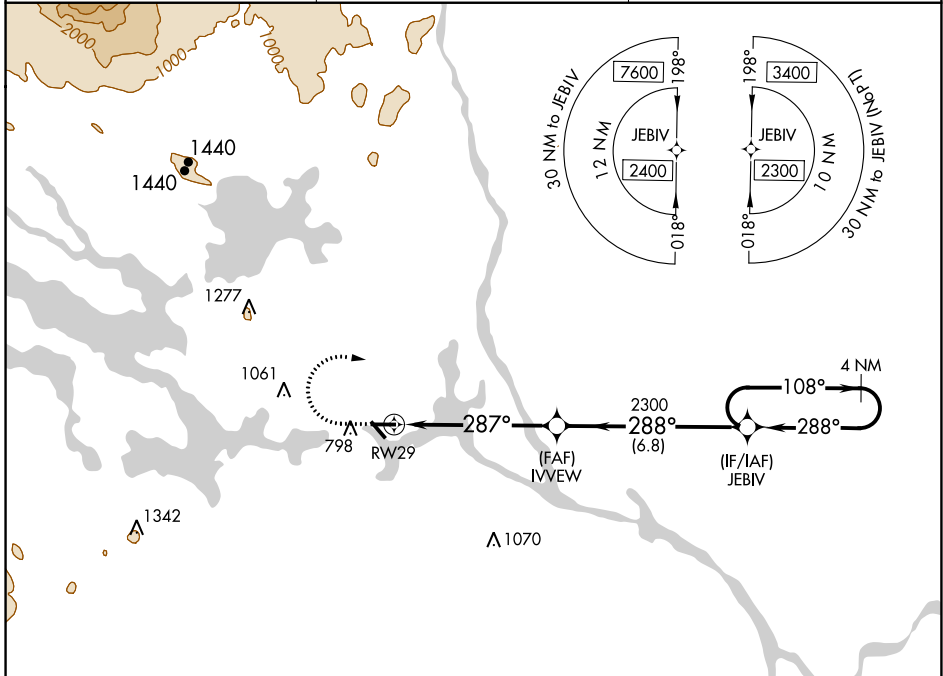 2000
1000
1000
1440
1440
1277
1061
798
RW29
1342
1070
287°
(FAF)
IVVEW
2300
288°
(6.8)
(IF/IAF)
JEBIV
108°
4 NM
288°
30 NM to JEBIV
7600
198°
12 NM
JEBIV
2400
018°
198°
3400
JEBIV
2300
10 NM
018°
30 NM to JEBIV (NoPT)